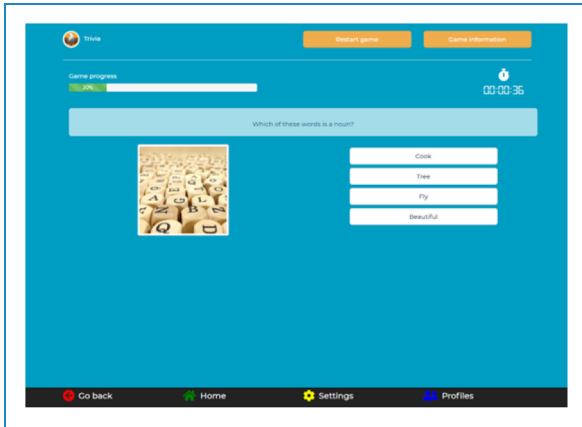 Trivia
Restart game
Game information
Game progress
20%
00:00:36
Which of these words is a noun?
Cook
Tree
Fly
Beautiful
Go back
Home
Settings
Profiles